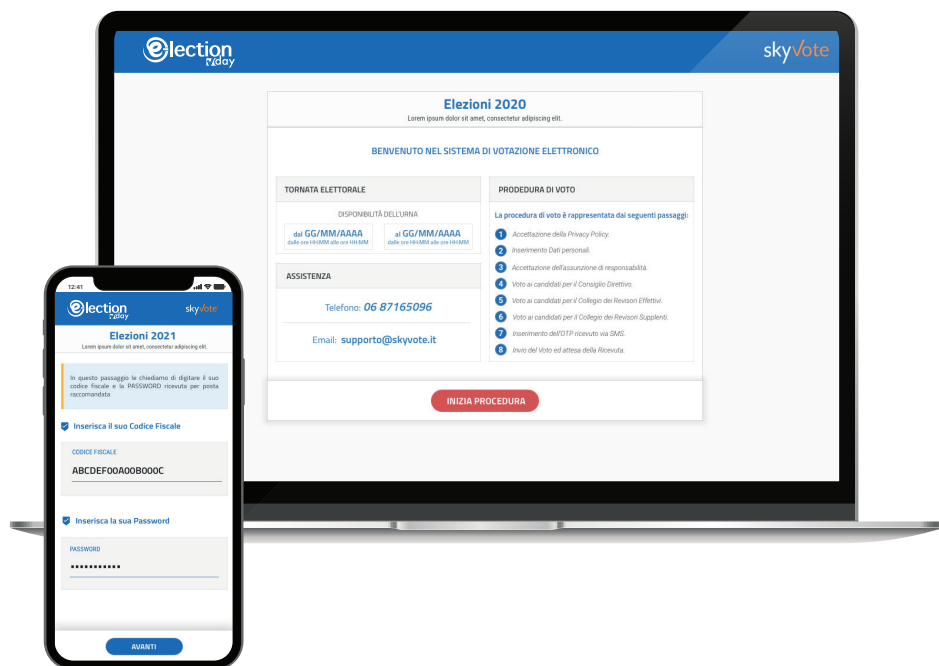 election
day
skyvote
Elezioni 2020
Lorem ipsum dolor sit amet, consectetur adipiscing elit.
BENVENUTO NEL SISTEMA DI VOTAZIONE ELETTRONICO
TORNATA ELETTORALE
DISPONIBILITÀ DELL'URNA
dal GG/MM/AAAA
dalle ore HH:MM alle ore HH:MM
al GG/MM/AAAA
dalle ore HH:MM alle ore HH:MM
ASSISTENZA
Telefono: 06 87165096
Email: supporto@skyvote.it
PRODEDURA DI VOTO
La procedura di voto è rappresentata dai seguenti passaggi:
1 Accettazione della Privacy Policy.
2 Inserimento Dati personali.
3 Accettazione dell'assunzione di responsabilità.
4 Voto ai candidati per il Consiglio Direttivo.
5 Voto ai candidati per il Collegio dei Revisori Effettivi.
6 Voto ai candidati per il Collegio dei Revisori Supplenti.
7 Inserimento dell'OTP ricevuto via SMS.
8 Invio del Voto ed attesa della Ricevuta.
INIZIA PROCEDURA
12:41
election
day
skyvote
Elezioni 2021
Lorem ipsum dolor sit amet, consectetur adipiscing elit.
In questo passaggio le chiediamo di digitare il suo
codice fiscale e la PASSWORD ricevuta per posta
raccomandata
Inserisca il suo Codice Fiscale
CODICE FISCALE
ABCDEF00A00B000C
Inserisca la sua Password
PASSWORD
AVANTI